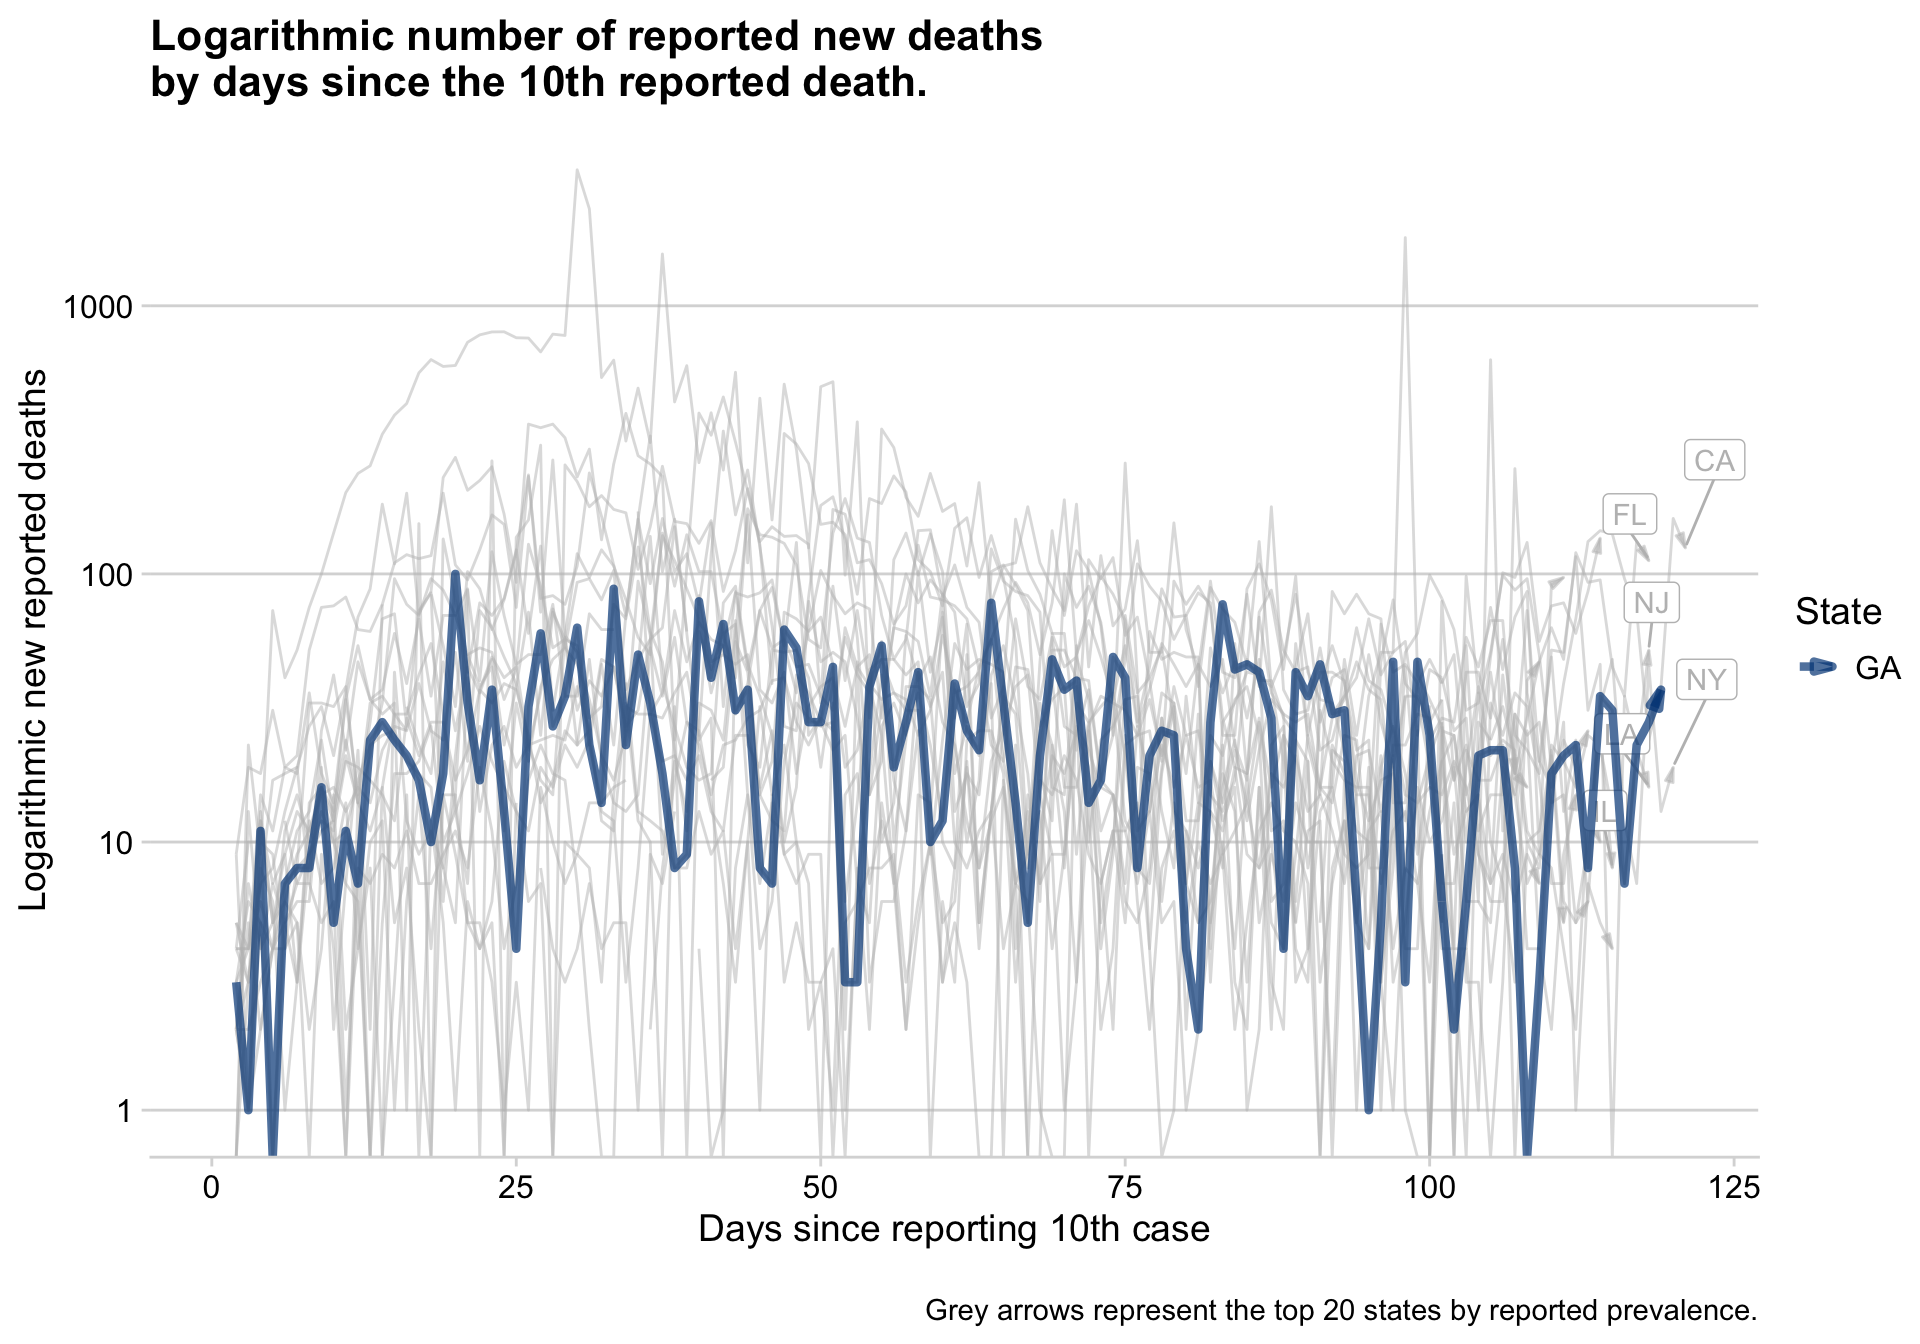 Logarithmic number of reported new deaths
by days since the 10th reported death.
Logarithmic new reported deaths
1000
100
10
1
CA
FL
NJ
NY
LA
IL
State
GA
0 25 50 75 100 125
Days since reporting 10th case
Grey arrows represent the top 20 states by reported prevalence.